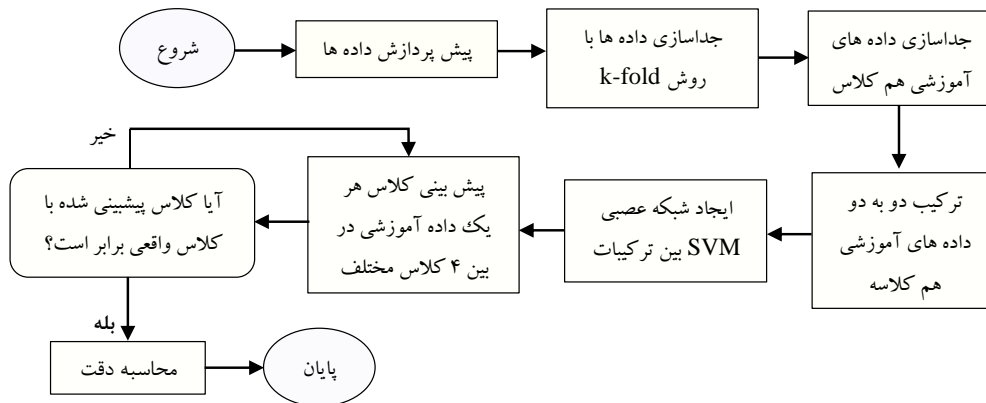 شروع
پیش پردازش داده ها
جداسازی داده ها با
روش k-fold
جداسازی داده های
آموزشی هم کلاس
ترکیب دو به دو
داده های آموزشی
هم کلاسه
ایجاد شبکه عصبی
SVM بین ترکیبات
پیش بینی کلاس هر
یک داده آموزشی در
بین ۴ کلاس مختلف
خیر
آیا کلاس پیشبینی شده با
کلاس واقعی برابر است؟
بله
محاسبه دقت
پایان